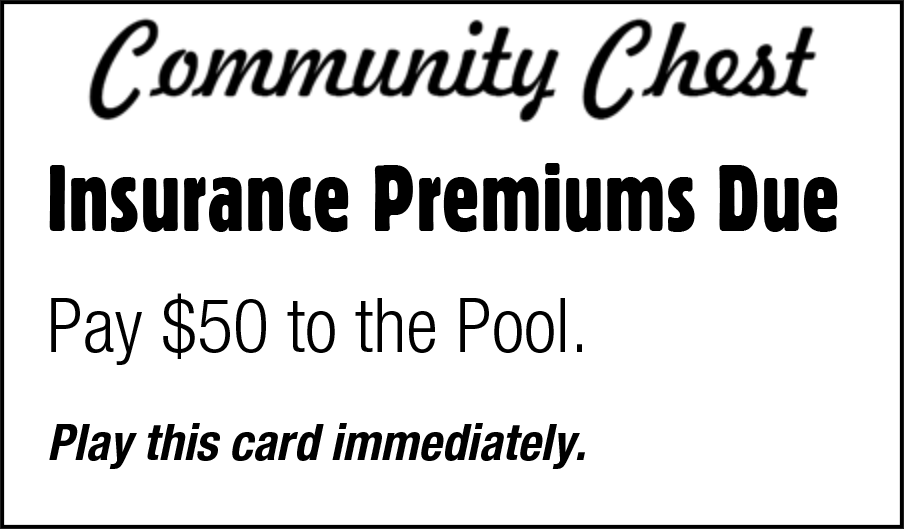 Community Chest
Insurance Premiums Due
Pay $50 to the Pool.
Play this card immediately.